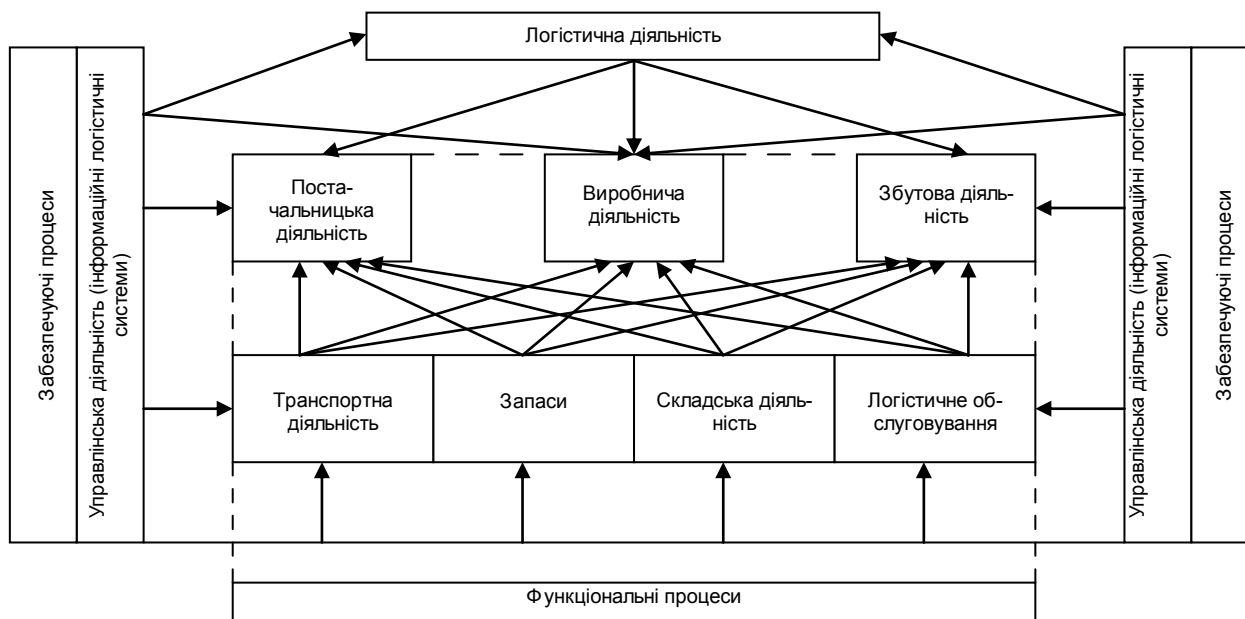 Логістична діяльність
Забезпечуючі процеси
Управлінська діяльність (інформаційні логістичні
системи)
Поста-
чальницька
діяльність
Виробнича
діяльність
Збутова діяль-
ність
Транспортна
діяльність
Запаси
Складська діяль-
ність
Логістичне об-
слуговування
Управлінська діяльність (інформаційні логістичні
системи)
Забезпечуючі процеси
Функціональні процеси